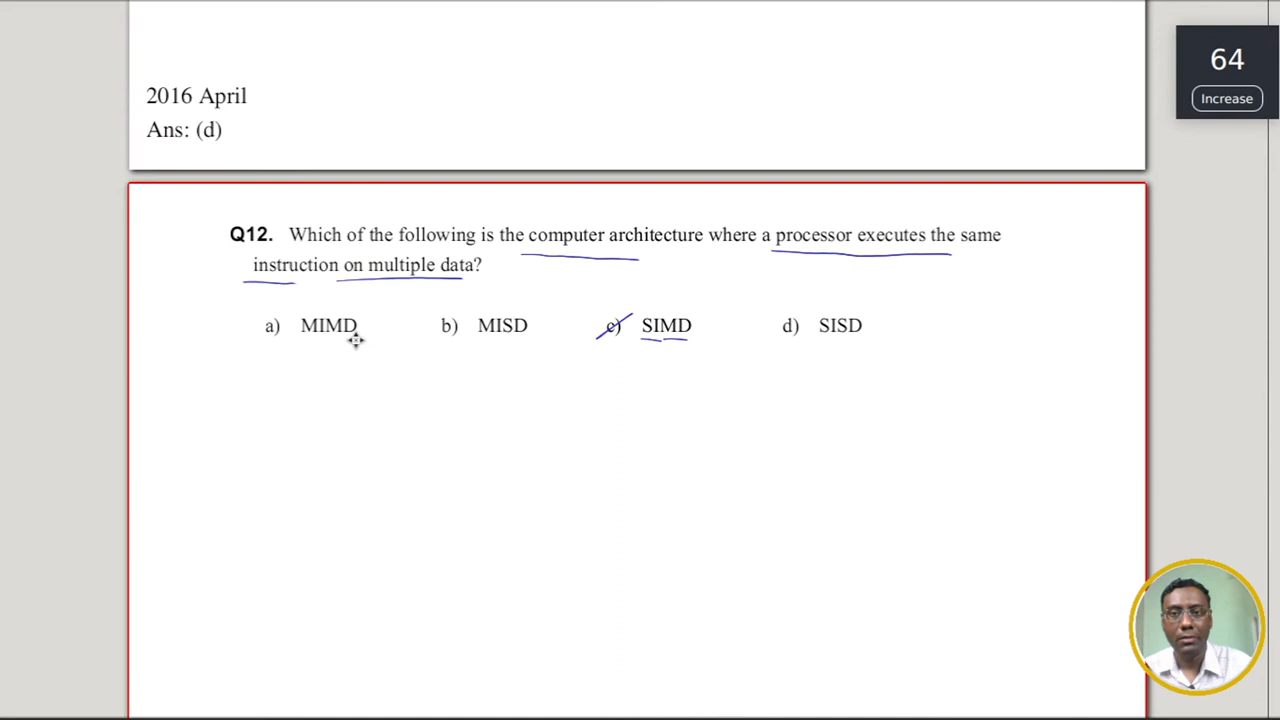 64
Increase
2016 April
Ans: (d)
Q12. Which of the following is the computer architecture where a processor executes the same
instruction on multiple data?
a) MIMD b) MISD c) SIMD d) SISD